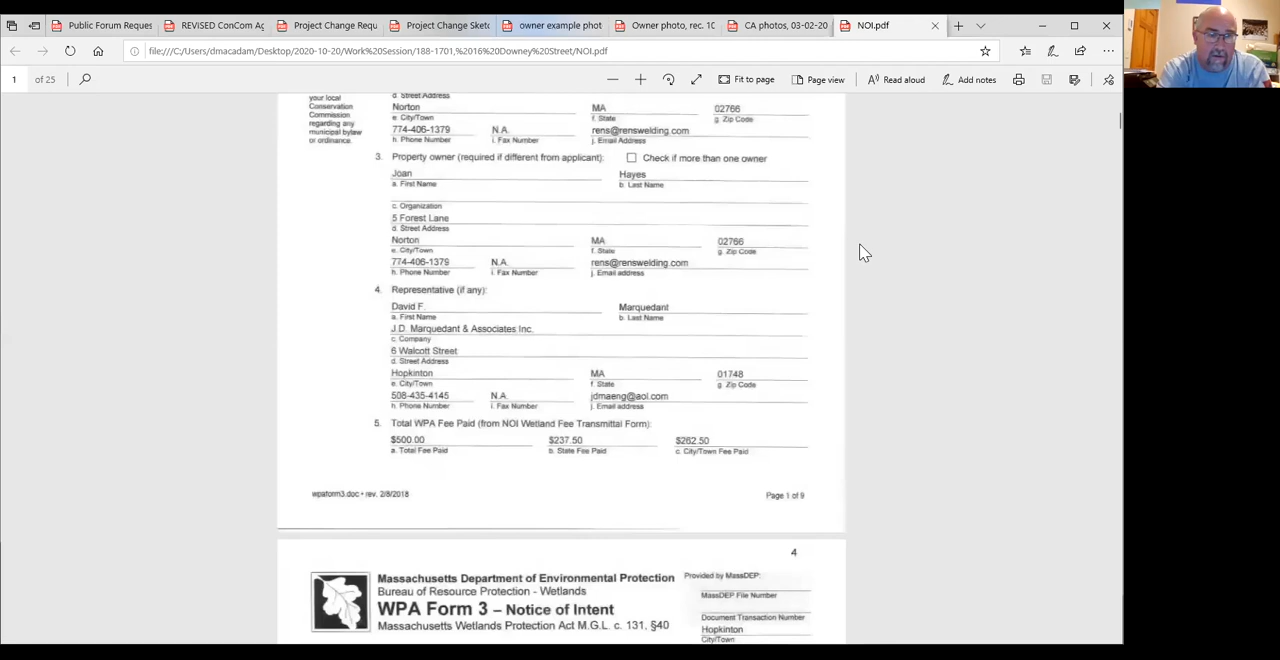 Public Forum Reques
REVISED ConCom Ag
Project Change Requ
Project Change Sketc
owner example phot
Owner photo, rec. 10
CA photos, 03-02-20
NOI.pdf
file:///C:/Users/dmacadam/Desktop/2020-10-20/Work%20Session/188-1701,%2016%20Downey%20Street/NOI.pdf
1 of 25
Fit to page
Page view
Read aloud
Add notes
your local
Conservation
Commission
regarding any
municipal bylaw
or ordinance.
d. Street Address
Norton MA 02766
e. City/Town f. State g. Zip Code
774-406-1379 N.A. rens@renswelding.com
h. Phone Number i. Fax Number j. Email Address
3. Property owner (required if different from applicant): Check if more than one owner
Joan Hayes
a. First Name b. Last Name
c. Organization
5 Forest Lane
d. Street Address
Norton MA 02766
e. City/Town f. State g. Zip Code
774-406-1379 N.A. rens@renswelding.com
h. Phone Number i. Fax Number j. Email address
4. Representative (if any):
David F. Marquedant
a. First Name b. Last Name
J.D. Marquedant & Associates Inc.
c. Company
6 Walcott Street
d. Street Address
Hopkinton MA 01748
e. City/Town f. State g. Zip Code
508-435-4145 N.A. jdmaeng@aol.com
h. Phone Number i. Fax Number j. Email address
5. Total WPA Fee Paid (from NOI Wetland Fee Transmittal Form):
$500.00 $237.50 $262.50
a. Total Fee Paid b. State Fee Paid c. City/Town Fee Paid
wpaform3.doc • rev. 2/8/2018 Page 1 of 9
4
Massachusetts Department of Environmental Protection
Bureau of Resource Protection - Wetlands
WPA Form 3 – Notice of Intent
Massachusetts Wetlands Protection Act M.G.L. c. 131, §40
Provided by MassDEP:
MassDEP File Number
Document Transaction Number
Hopkinton
City/Town